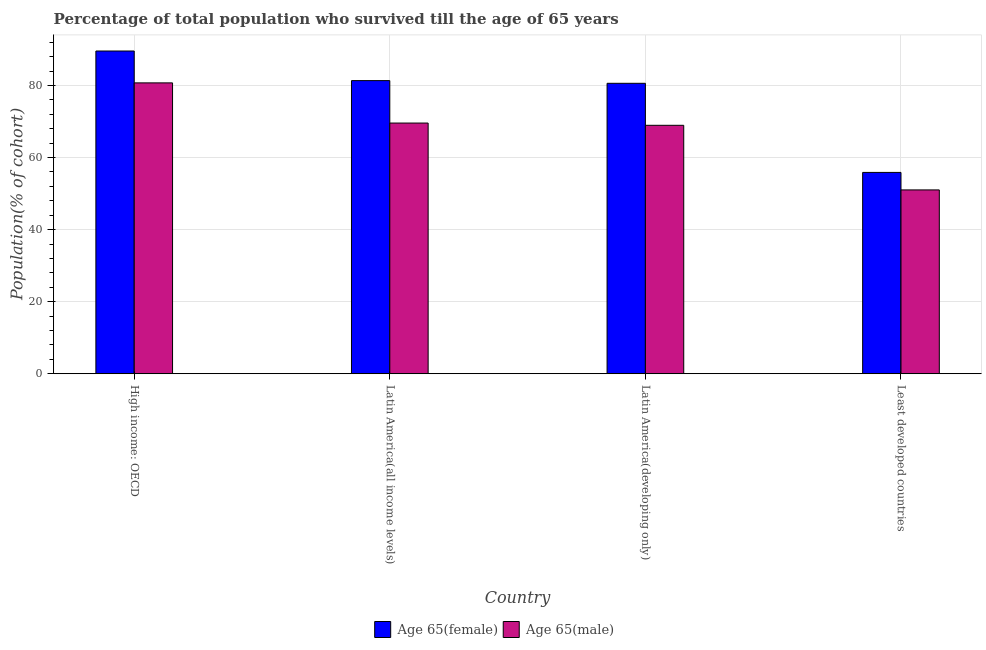 Percentage of total population who survived till the age of 65 years
Population(% of cohort)
80
60
40
20
0
High income: OECD
Latin America(all income levels)
Latin America(developing only)
Least developed countries
Country
Age 65(female)
Age 65(male)